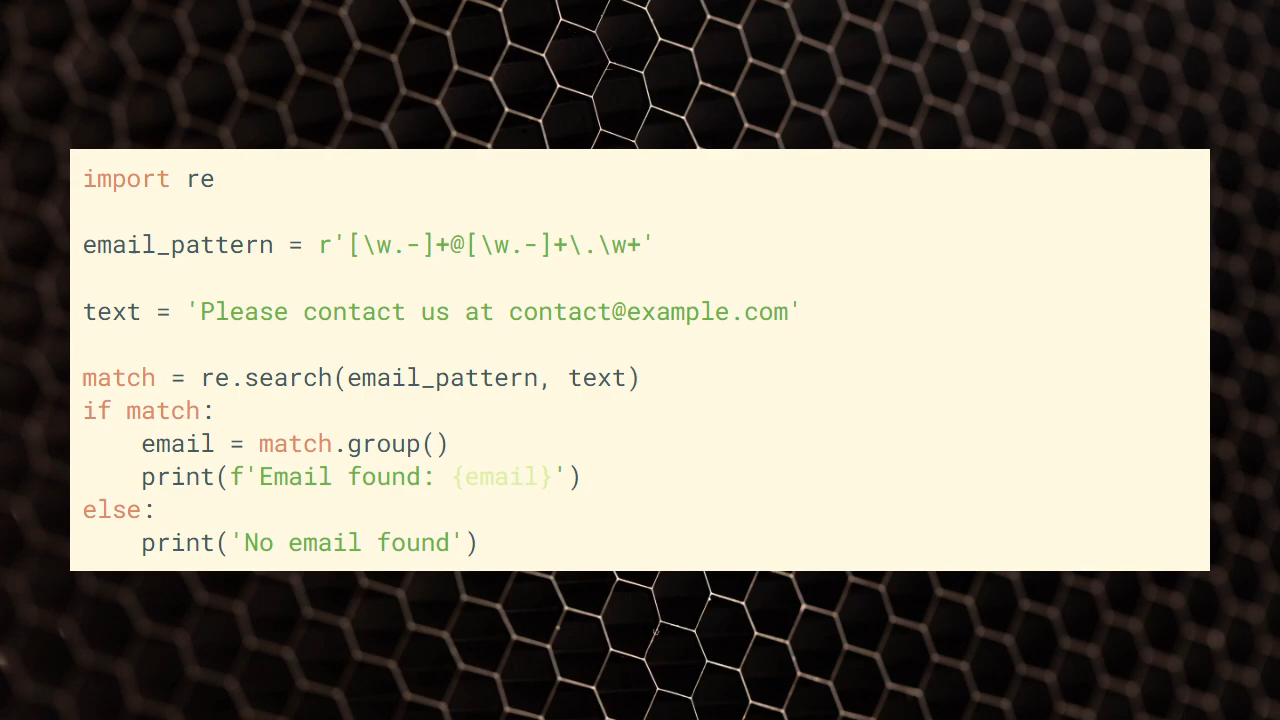 import re
email_pattern = r'[\w.-]+@[\w.-]+\.\w+'
text = 'Please contact us at contact@example.com'
match = re.search(email_pattern, text)
if match:
    email = match.group()
    print(f'Email found: {email}')
else:
    print('No email found')